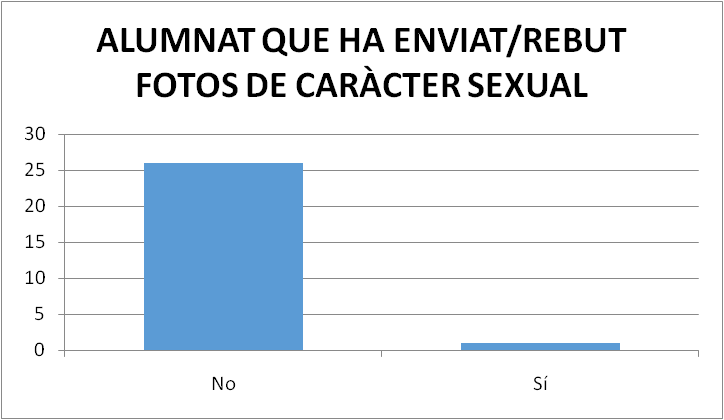 ALUMNAT QUE HA ENVIAT/REBUT
FOTOS DE CARÀCTER SEXUAL
30
25
20
15
10
5
0
No Sí